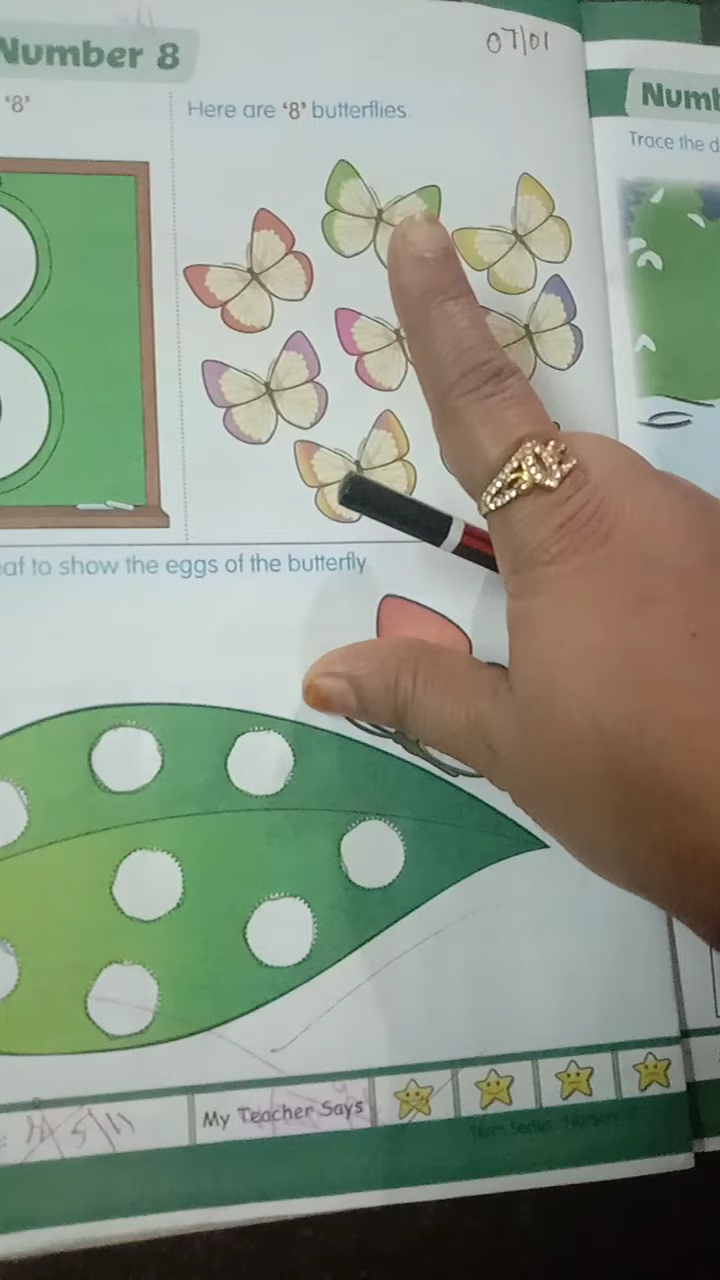 Number 8
07/01
'8'
Here are '8' butterflies
Trace the d
af to show the eggs of the butterfly
My Teacher Says